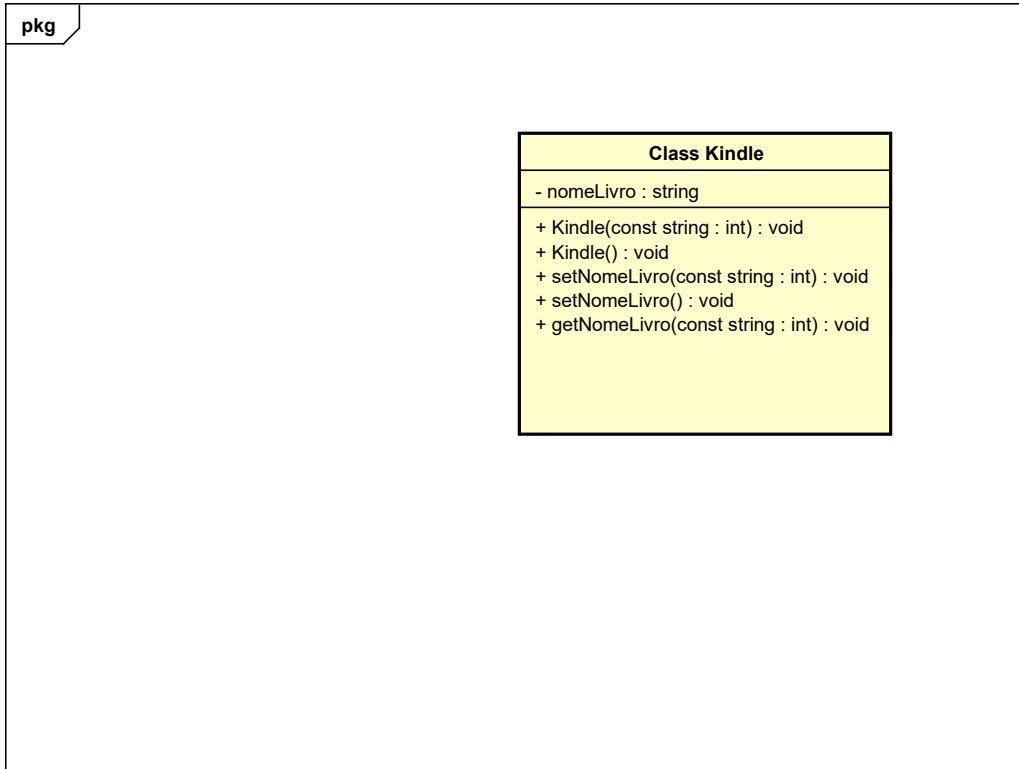 pkg
Class Kindle
- nomeLivro : string
+ Kindle(const string : int) : void
+ Kindle() : void
+ setNomeLivro(const string : int) : void
+ setNomeLivro() : void
+ getNomeLivro(const string : int) : void